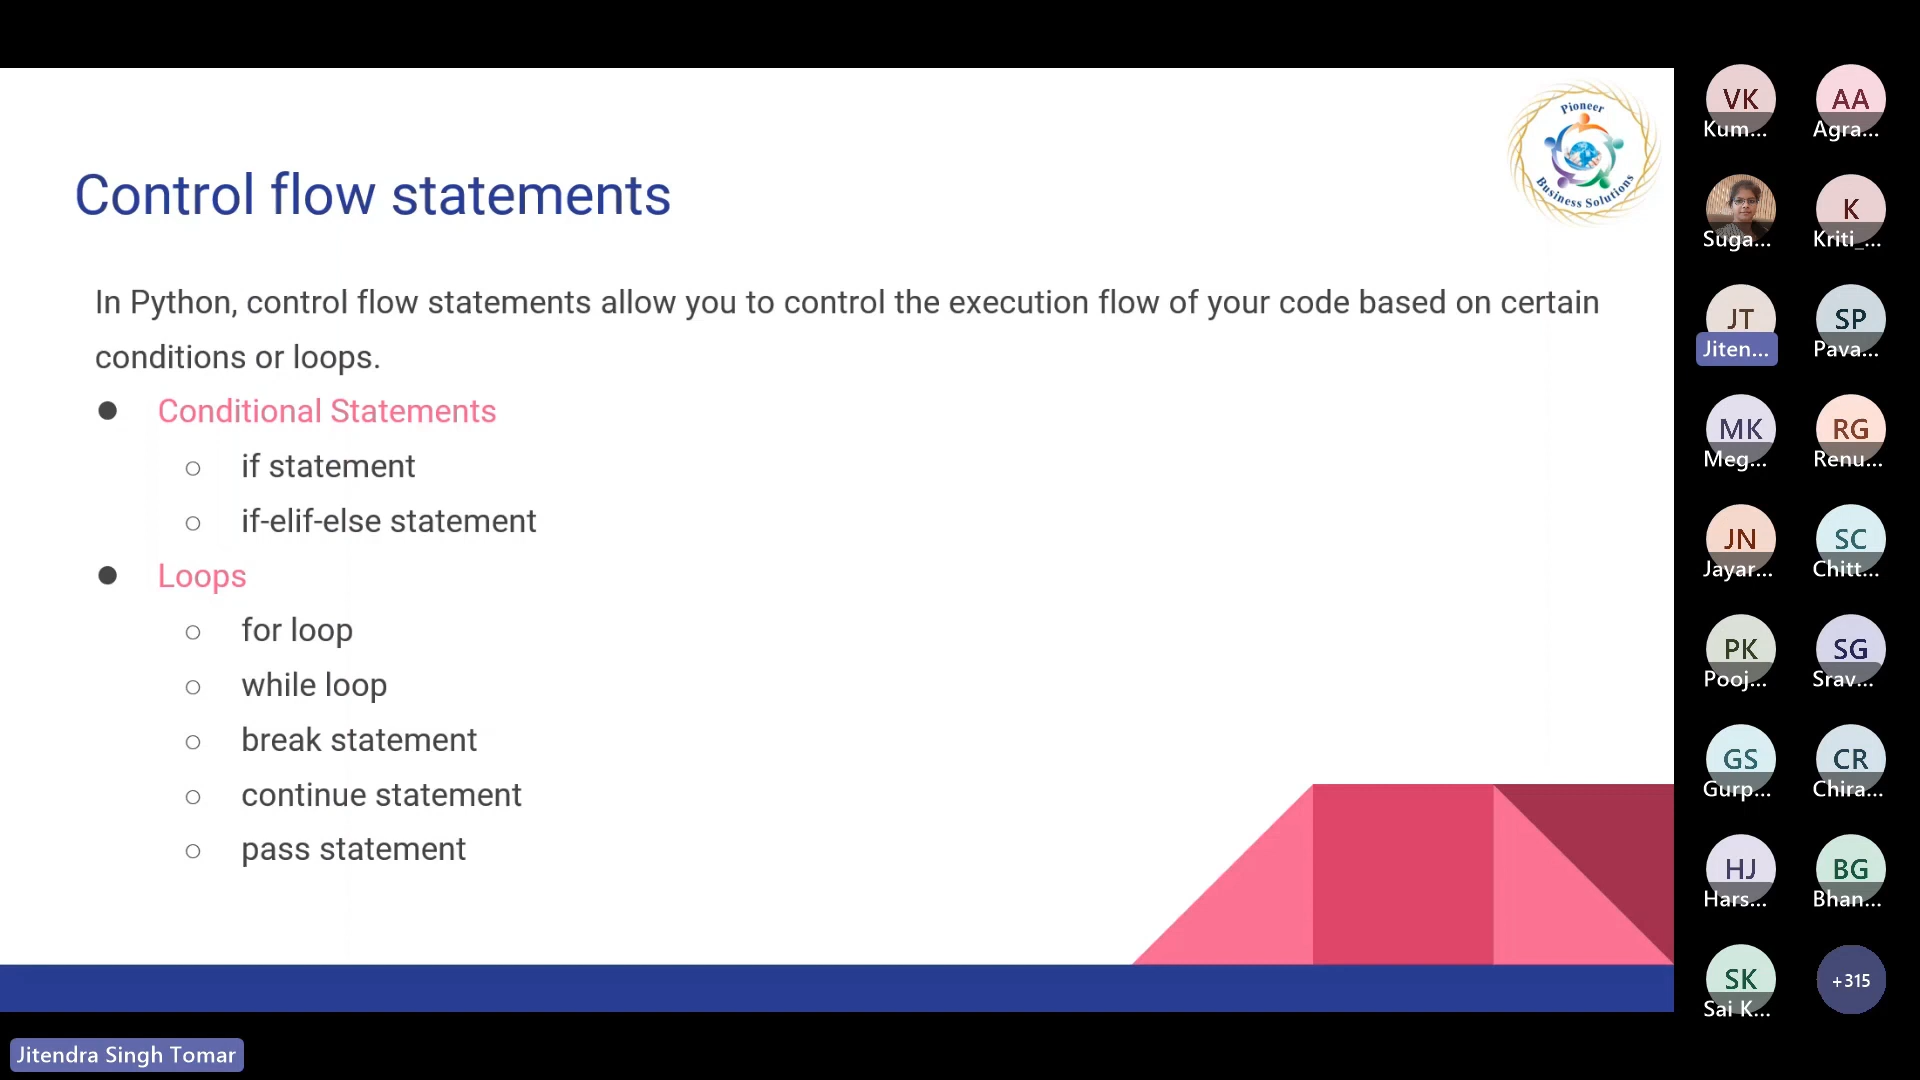 Pioneer
Business Solutions
Control flow statements
In Python, control flow statements allow you to control the execution flow of your code based on certain
conditions or loops.
● Conditional Statements
○ if statement
○ if-elif-else statement
● Loops
○ for loop
○ while loop
○ break statement
○ continue statement
○ pass statement
VK
Kum...
AA
Agra...
Suga...
K
Kriti_...
JT
Jiten...
SP
Pava...
MK
Meg...
RG
Renu...
JN
Jayar...
SC
Chitt...
PK
Pooj...
SG
Srav...
GS
Gurp...
CR
Chira...
HJ
Hars...
BG
Bhan...
SK
Sai K...
+315
Jitendra Singh Tomar